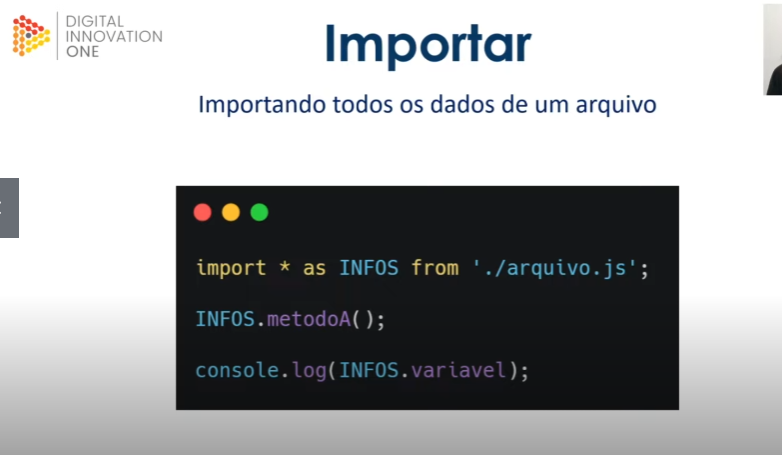 DIGITAL
INNOVATION
ONE
Importar
Importando todos os dados de um arquivo
import * as INFOS from './arquivo.js';
INFOS.metodoA();
console.log(INFOS.variavel);